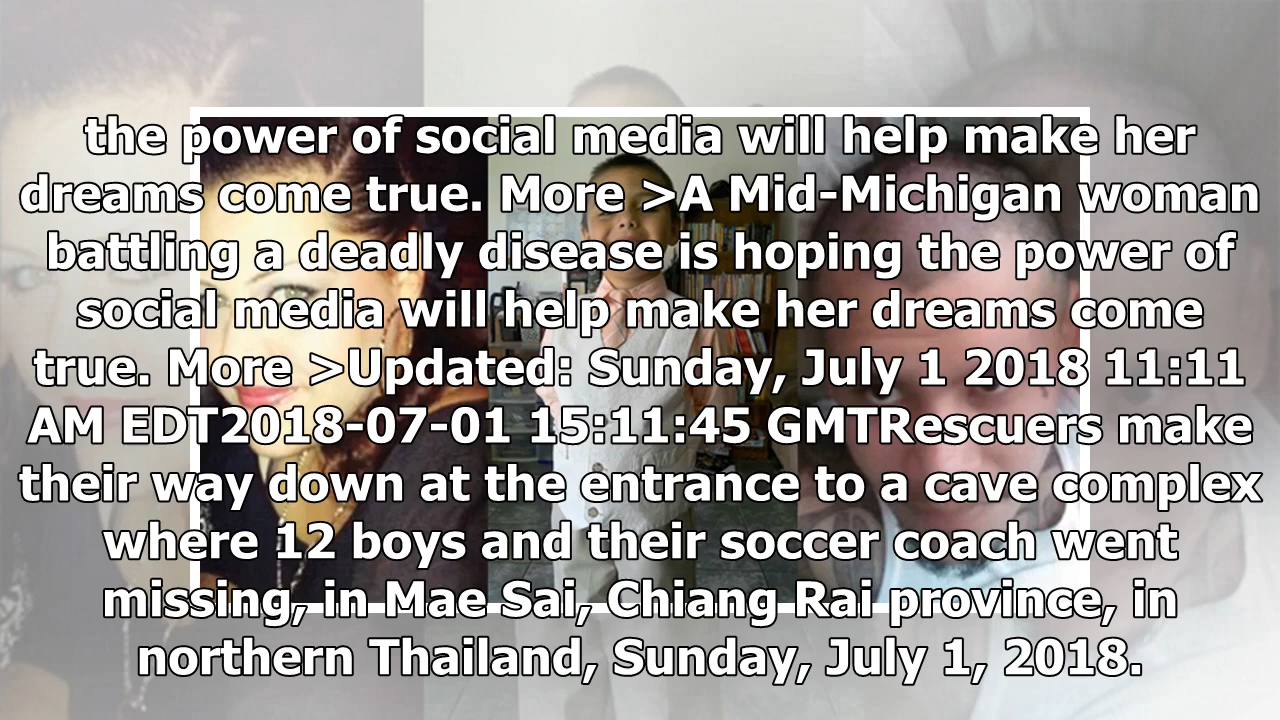 the power of social media will help make her
dreams come true. More >A Mid-Michigan woman
battling a deadly disease is hoping the power of
social media will help make her dreams come
true. More >Updated: Sunday, July 1 2018 11:11
AM EDT2018-07-01 15:11:45 GMTRescuers make
their way down at the entrance to a cave complex
where 12 boys and their soccer coach went
missing, in Mae Sai, Chiang Rai province, in
northern Thailand, Sunday, July 1, 2018.